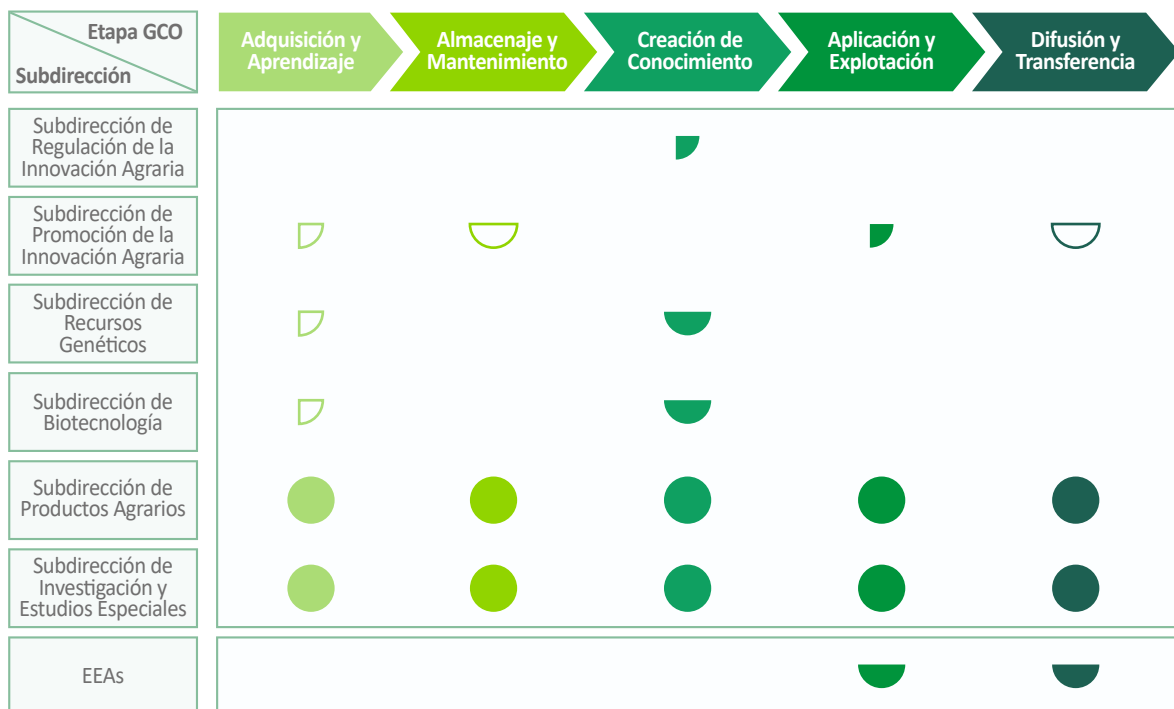 Etapa GCO
Subdirección
Adquisición y
Aprendizaje
Almacenaje y
Mantenimiento
Creación de
Conocimiento
Aplicación y
Explotación
Difusión y
Transferencia
Subdirección de
Regulación de la
Innovación Agraria
Subdirección de
Promoción de la
Innovación Agraria
Subdirección de
Recursos
Genéticos
Subdirección de
Biotecnología
Subdirección de
Productos Agrarios
Subdirección de
Investigación y
Estudios Especiales
EEAs